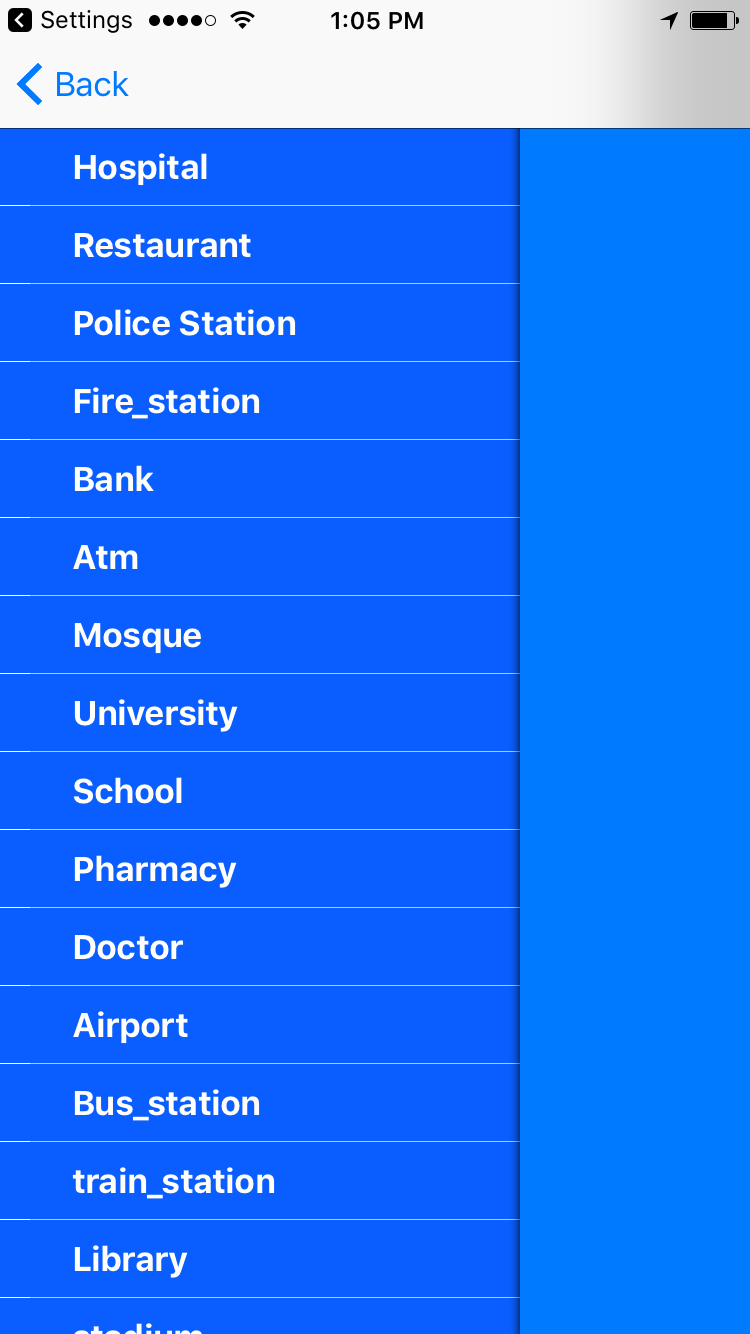 Settings 1:05 PM
Back
Hospital
Restaurant
Police Station
Fire_station
Bank
Atm
Mosque
University
School
Pharmacy
Doctor
Airport
Bus_station
train_station
Library
stadium